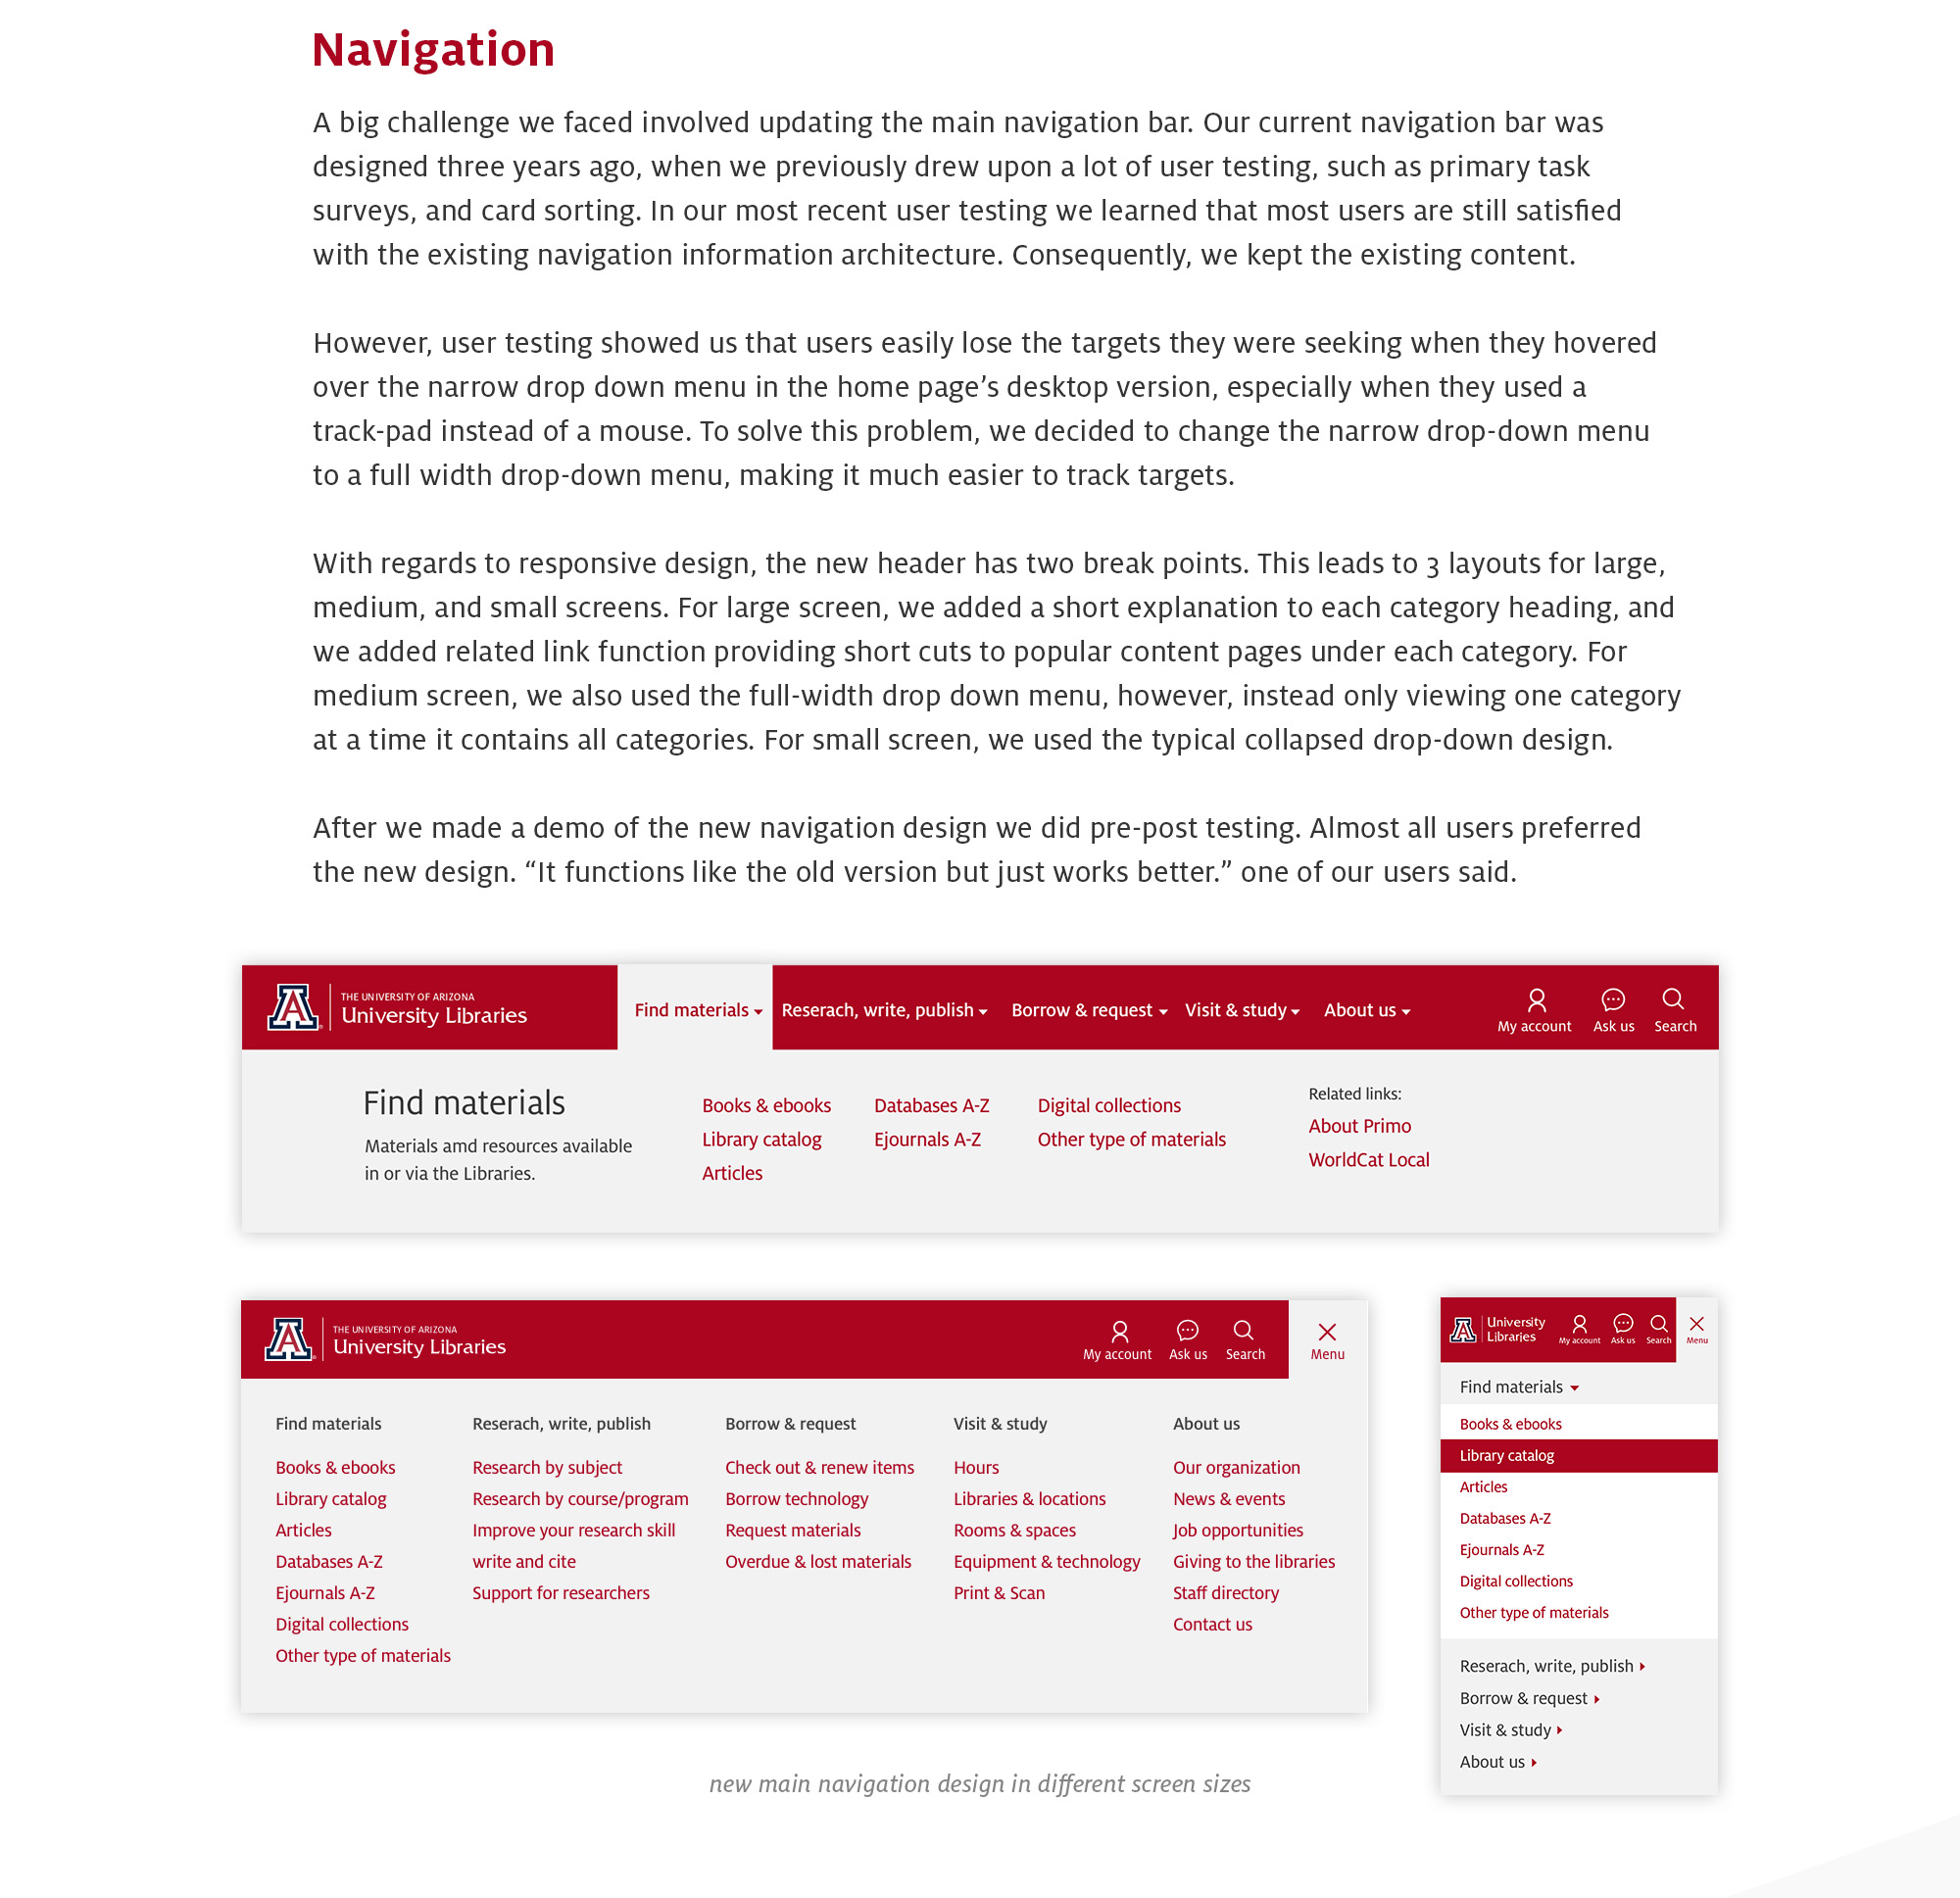 Navigation
A big challenge we faced involved updating the main navigation bar. Our current navigation bar was
designed three years ago, when we previously drew upon a lot of user testing, such as primary task
surveys, and card sorting. In our most recent user testing we learned that most users are still satisfied
with the existing navigation information architecture. Consequently, we kept the existing content.
However, user testing showed us that users easily lose the targets they were seeking when they hovered
over the narrow drop down menu in the home page’s desktop version, especially when they used a
track-pad instead of a mouse. To solve this problem, we decided to change the narrow drop-down menu
to a full width drop-down menu, making it much easier to track targets.
With regards to responsive design, the new header has two break points. This leads to 3 layouts for large,
medium, and small screens. For large screen, we added a short explanation to each category heading, and
we added related link function providing short cuts to popular content pages under each category. For
medium screen, we also used the full-width drop down menu, however, instead only viewing one category
at a time it contains all categories. For small screen, we used the typical collapsed drop-down design.
After we made a demo of the new navigation design we did pre-post testing. Almost all users preferred
the new design. “It functions like the old version but just works better.” one of our users said.
A
THE UNIVERSITY OF ARIZONA
University Libraries
Find materials
Reserach, write, publish
Borrow & request
Visit & study
About us
My account
Ask us
Search
Find materials
Materials amd resources available
in or via the Libraries.
Books & ebooks
Library catalog
Articles
Databases A-Z
Ejournals A-Z
Digital collections
Other type of materials
Related links:
About Primo
WorldCat Local
A
THE UNIVERSITY OF ARIZONA
University Libraries
My account
Ask us
Search
Menu
Find materials
Books & ebooks
Library catalog
Articles
Databases A-Z
Ejournals A-Z
Digital collections
Other type of materials
Reserach, write, publish
Research by subject
Research by course/program
Improve your research skill
write and cite
Support for researchers
Borrow & request
Check out & renew items
Borrow technology
Request materials
Overdue & lost materials
Visit & study
Hours
Libraries & locations
Rooms & spaces
Equipment & technology
Print & Scan
About us
Our organization
News & events
Job opportunities
Giving to the libraries
Staff directory
Contact us
A
University
Libraries
My account
Ask us
Search
Menu
Find materials
Books & ebooks
Library catalog
Articles
Databases A-Z
Ejournals A-Z
Digital collections
Other type of materials
Reserach, write, publish
Borrow & request
Visit & study
About us
new main navigation design in different screen sizes